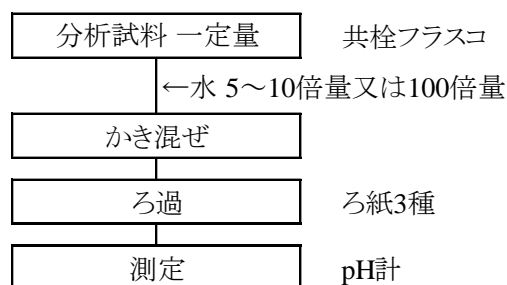 分析試料 一定量 共栓フラスコ
←水 5～10倍量又は100倍量
かき混ぜ
ろ過 ろ紙3種
測定 pH計